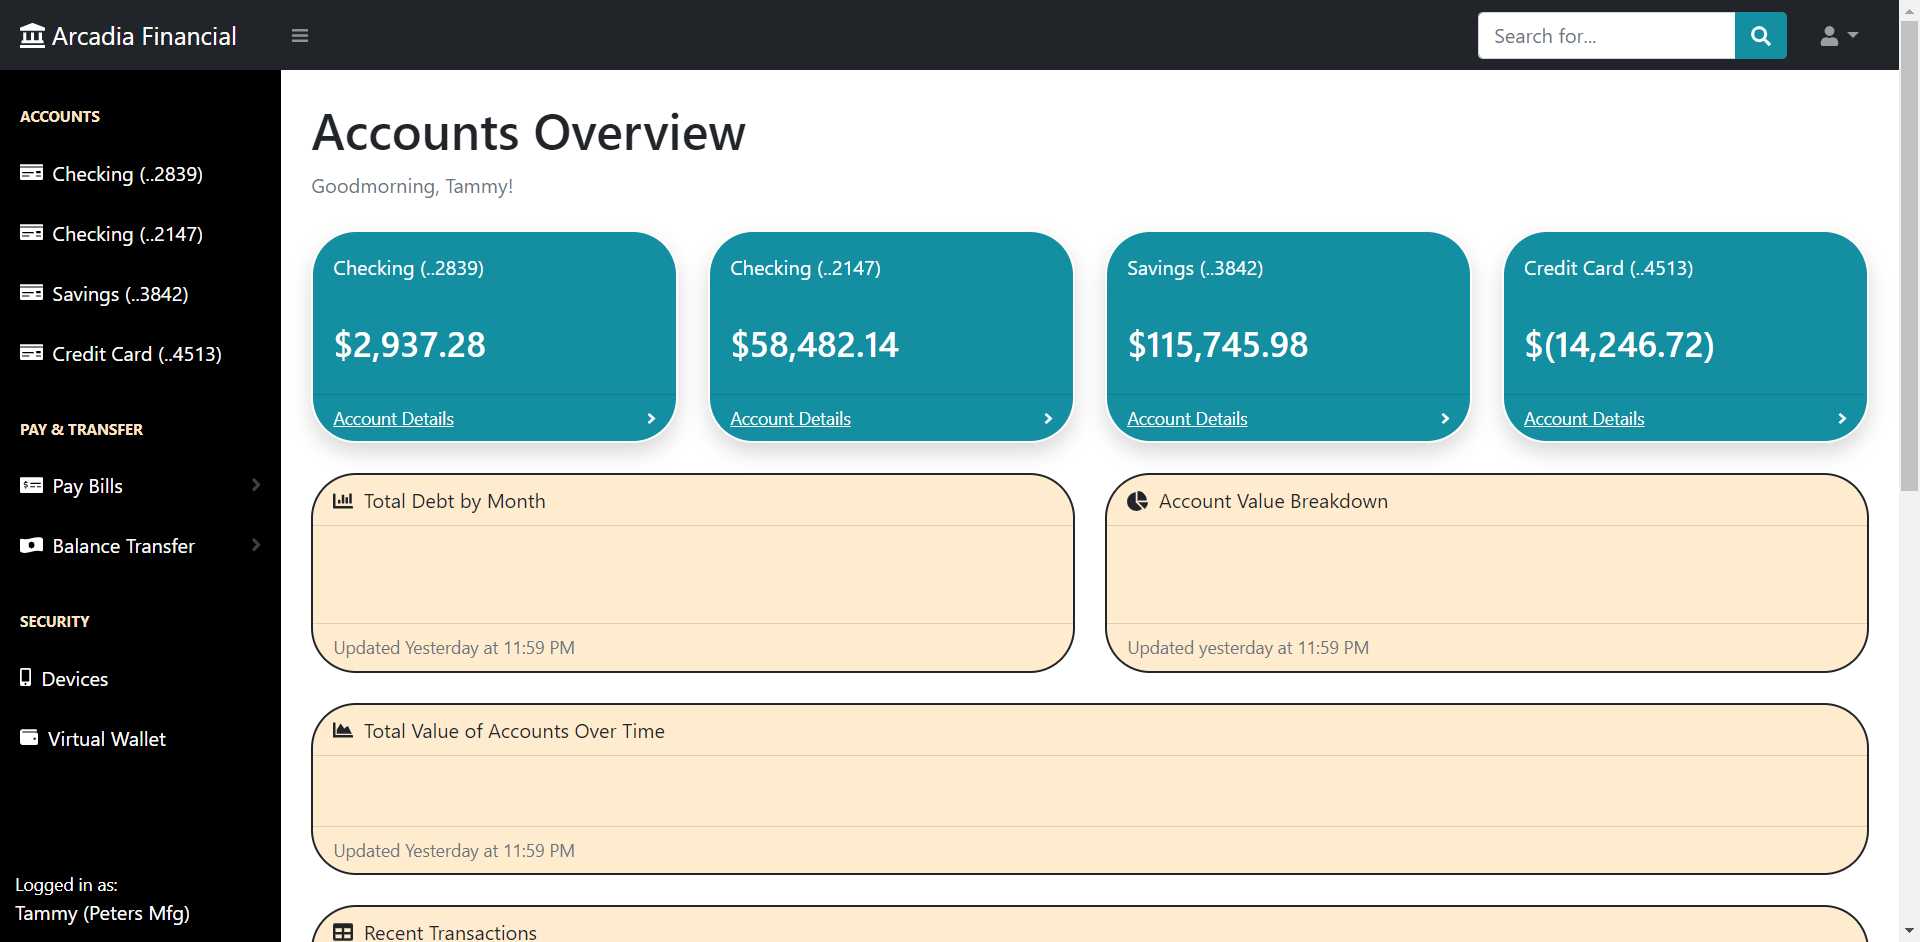 Arcadia Financial
Search for...
ACCOUNTS
Checking (..2839)
Checking (..2147)
Savings (..3842)
Credit Card (..4513)
PAY & TRANSFER
Pay Bills
Balance Transfer
SECURITY
Devices
Virtual Wallet
Logged in as:
Tammy (Peters Mfg)
Accounts Overview
Goodmorning, Tammy!
Checking (..2839)
$2,937.28
Account Details
Checking (..2147)
$58,482.14
Account Details
Savings (..3842)
$115,745.98
Account Details
Credit Card (..4513)
$(14,246.72)
Account Details
Total Debt by Month
Updated Yesterday at 11:59 PM
Account Value Breakdown
Updated yesterday at 11:59 PM
Total Value of Accounts Over Time
Updated Yesterday at 11:59 PM
Recent Transactions